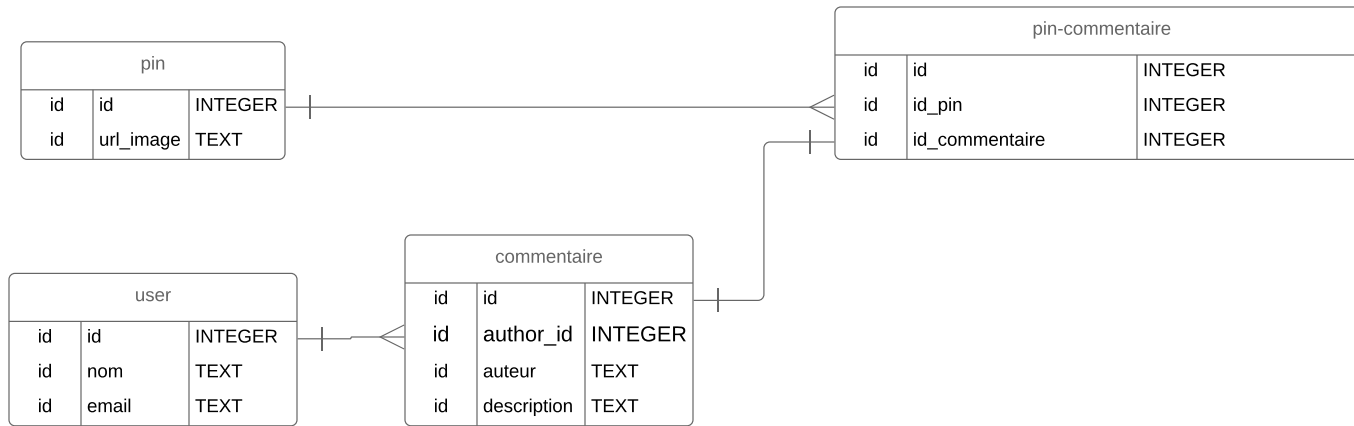 pin
id id INTEGER
id url_image TEXT
pin-commentaire
id id INTEGER
id id_pin INTEGER
id id_commentaire INTEGER
user
id id INTEGER
id nom TEXT
id email TEXT
commentaire
id id INTEGER
id author_id INTEGER
id auteur TEXT
id description TEXT